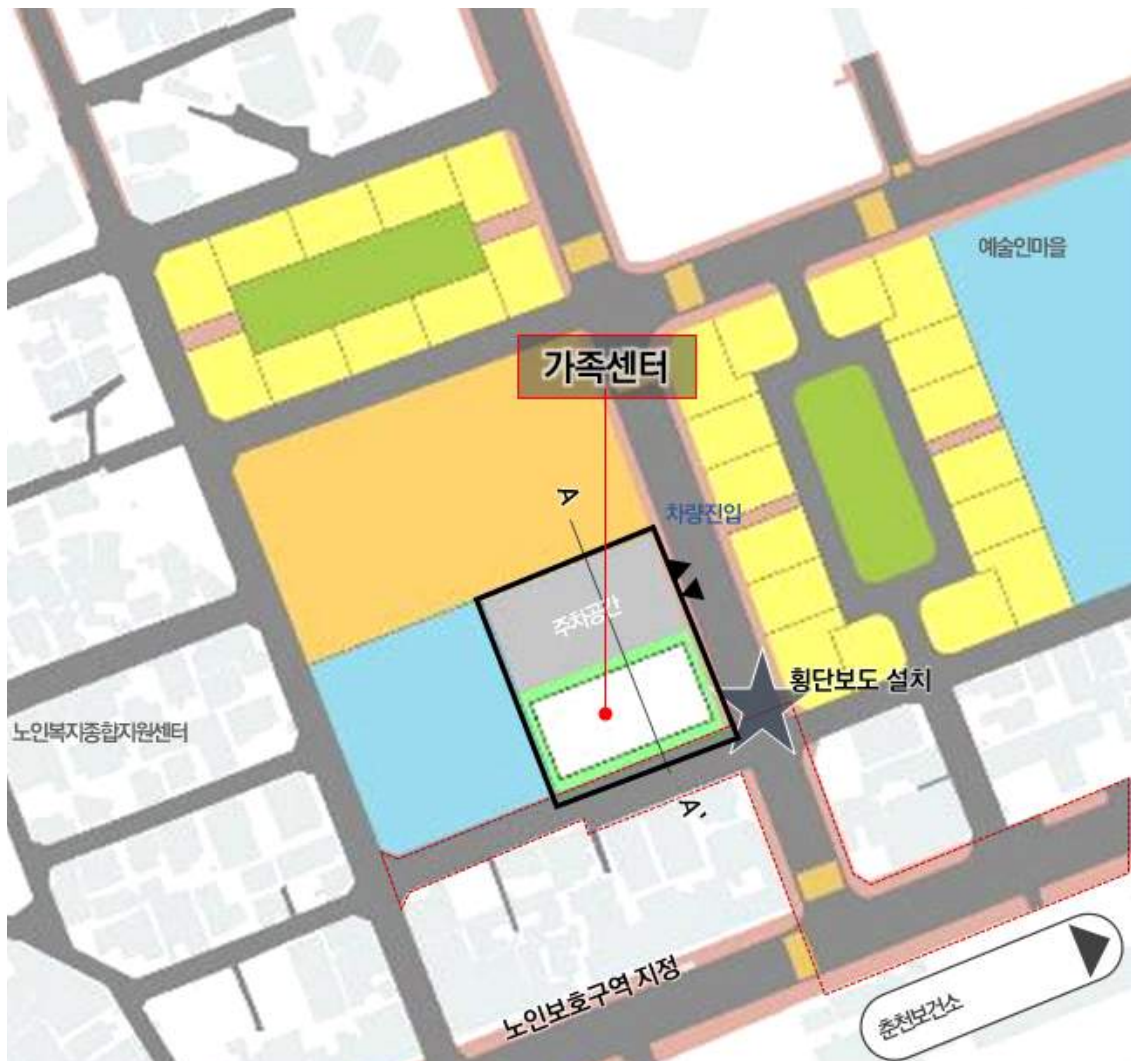 예술인마을
가족센터
A
차량진입
주차공간
횡단보도 설치
노인복지종합지원센터
A'
노인보호구역 지정
춘천보건소